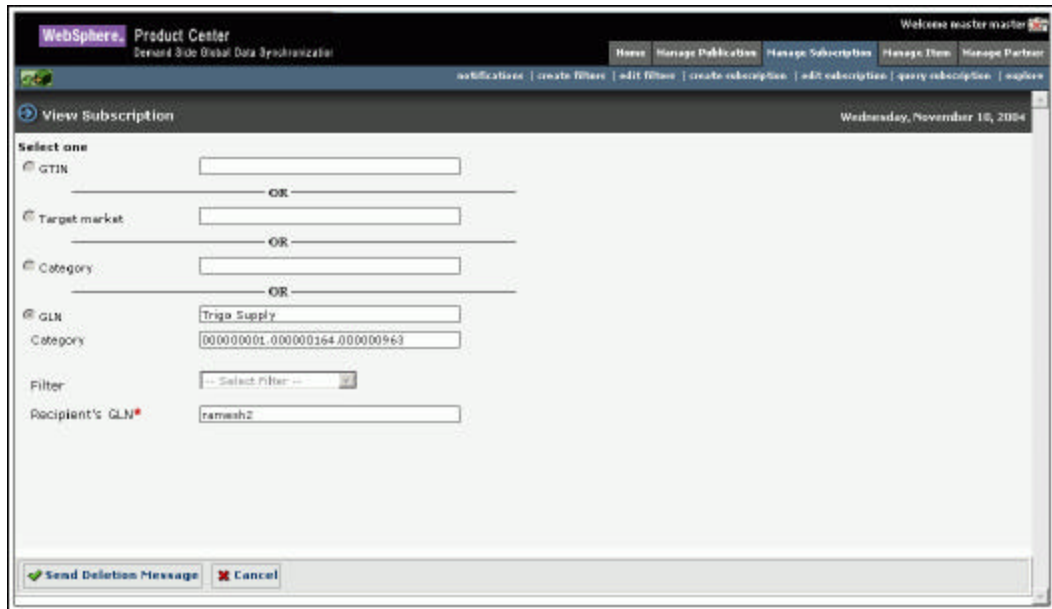 Welcome master master
WebSphere. Product Center
Demand Side Global Data Synchronization
Home Manage Publication Manage Subscription Manage Item Manage Partner
notifications | create filters | edit filters | create subscription | edit subscription | query subscription | explore
View Subscription Wednesday, November 10, 2004
Select one
GTIN
OR
Target market
OR
Category
OR
GLN Trigo Supply
Category 000000001.000000164.000000963
Filter -- Select Filter --
Recipient's GLN* ramesh2
Send Deletion Message Cancel